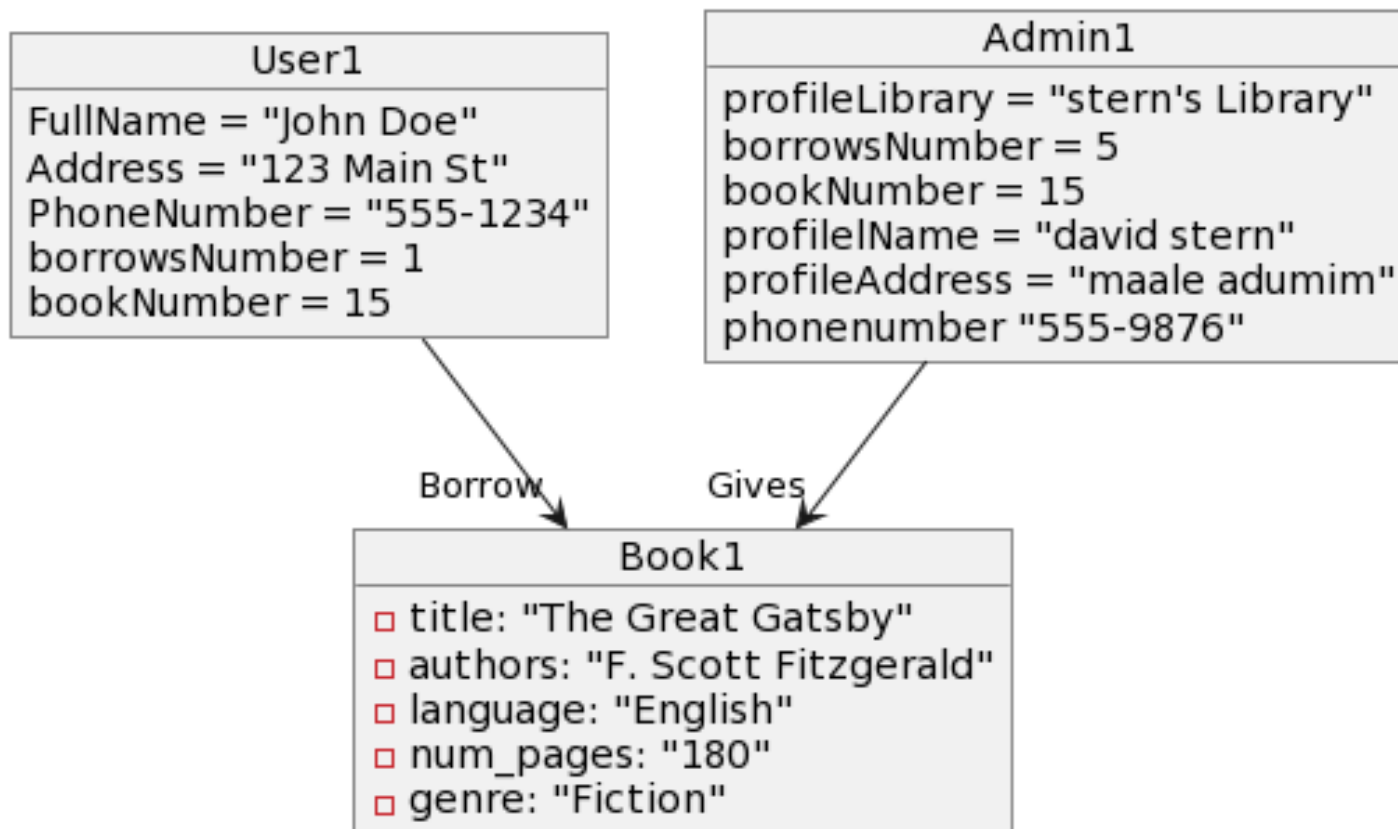 User1
FullName = "John Doe"
Address = "123 Main St"
PhoneNumber = "555-1234"
borrowsNumber = 1
bookNumber = 15
Admin1
profileLibrary = "stern's Library"
borrowsNumber = 5
bookNumber = 15
profilelName = "david stern"
profileAddress = "maale adumim"
phonenumber "555-9876"
Borrow
Gives
Book1
title: "The Great Gatsby"
authors: "F. Scott Fitzgerald"
language: "English"
num_pages: "180"
genre: "Fiction"